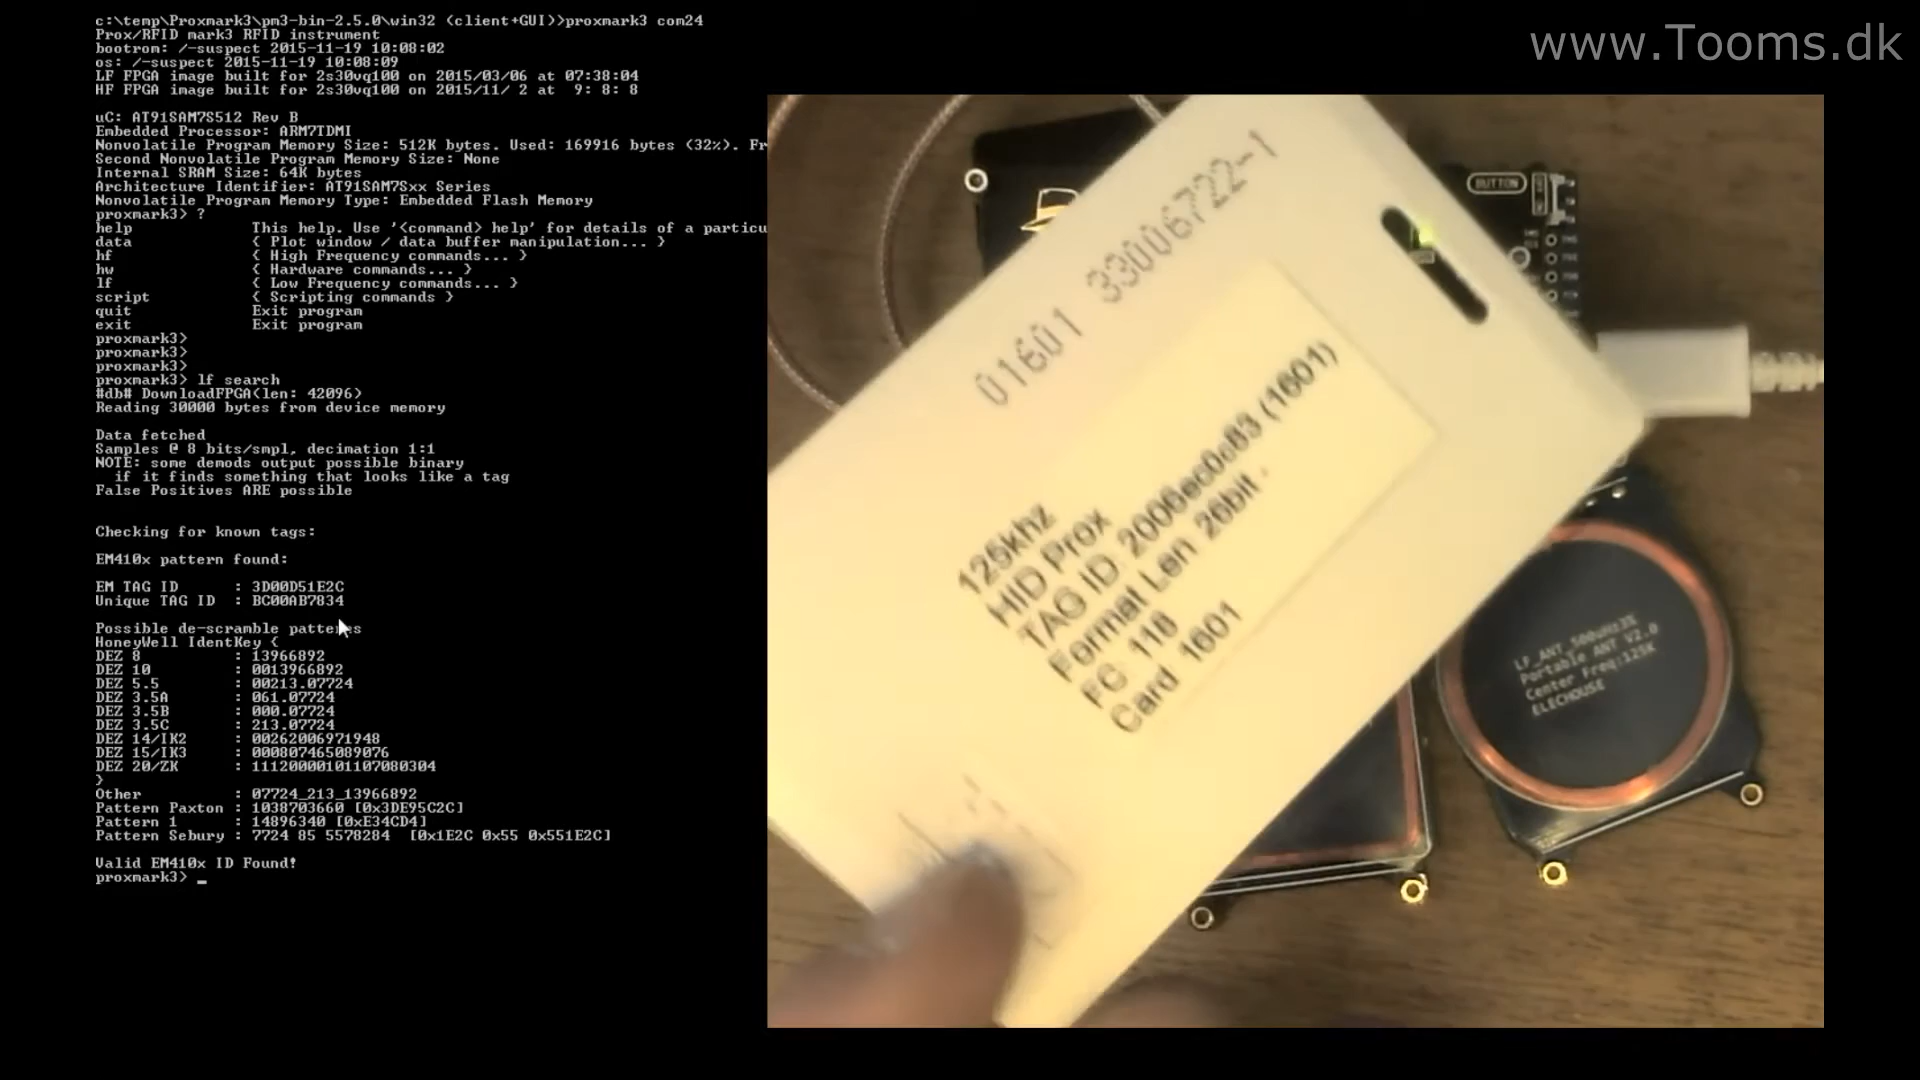 c:\temp\Proxmark3\pm3-bin-2.5.0\win32 (client+GUI)>proxmark3 com24
Prox/RFID mark3 RFID instrument
bootrom: /-suspect 2015-11-19 10:08:02
os: /-suspect 2015-11-19 10:08:09
LF FPGA image built for 2s30vq100 on 2015/03/06 at 07:38:04
HF FPGA image built for 2s30vq100 on 2015/11/ 2 at  9: 8: 8
uC: AT91SAM7S512 Rev B
Embedded Processor: ARM7TDMI
Nonvolatile Program Memory Size: 512K bytes. Used: 169916 bytes (32%). Fr
Second Nonvolatile Program Memory Size: None
Internal SRAM Size: 64K bytes
Architecture Identifier: AT91SAM7Sxx Series
Nonvolatile Program Memory Type: Embedded Flash Memory
proxmark3> ?
help             This help. Use '<command> help' for details of a particu
data             { Plot window / data buffer manipulation... }
hf               { High Frequency commands... }
hw               { Hardware commands... }
lf               { Low Frequency commands... }
script           { Scripting commands }
quit             Exit program
exit             Exit program
proxmark3>
proxmark3>
proxmark3>
proxmark3> lf search
#db# DownloadFPGA(len: 42096)
Reading 30000 bytes from device memory
Data fetched
Samples @ 8 bits/smpl, decimation 1:1
NOTE: some demods output possible binary
  if it finds something that looks like a tag
False Positives ARE possible
Checking for known tags:
EM410x pattern found:
EM TAG ID      : 3D00D51E2C
Unique TAG ID  : BC00AB7834
Possible de-scramble patterns
HoneyWell IdentKey {
DEZ 8          : 13966892
DEZ 10         : 0013966892
DEZ 5.5        : 00213.07724
DEZ 3.5A       : 061.07724
DEZ 3.5B       : 000.07724
DEZ 3.5C       : 213.07724
DEZ 14/IK2     : 00262006971948
DEZ 15/IK3     : 000807465089076
DEZ 20/ZK      : 11120000101107080304
}
Other          : 07724_213_13966892
Pattern Paxton : 1038703660 [0x3DE95C2C]
Pattern 1      : 14896340 [0xE34CD4]
Pattern Sebury : 7724 85 5578284  [0x1E2C 0x55 0x551E2C]
Valid EM410x ID Found!
proxmark3> _
www.Tooms.dk
01601 33006722-1
BUTTON
125khz
HID Prox
TAG ID 2006ec0c83 (1601)
Format Len 26bit
FC 118
Card 1601
LF_ANT_500uH±3%
Portable ANT V2.0
Center Freq:125K
ELECHOUSE